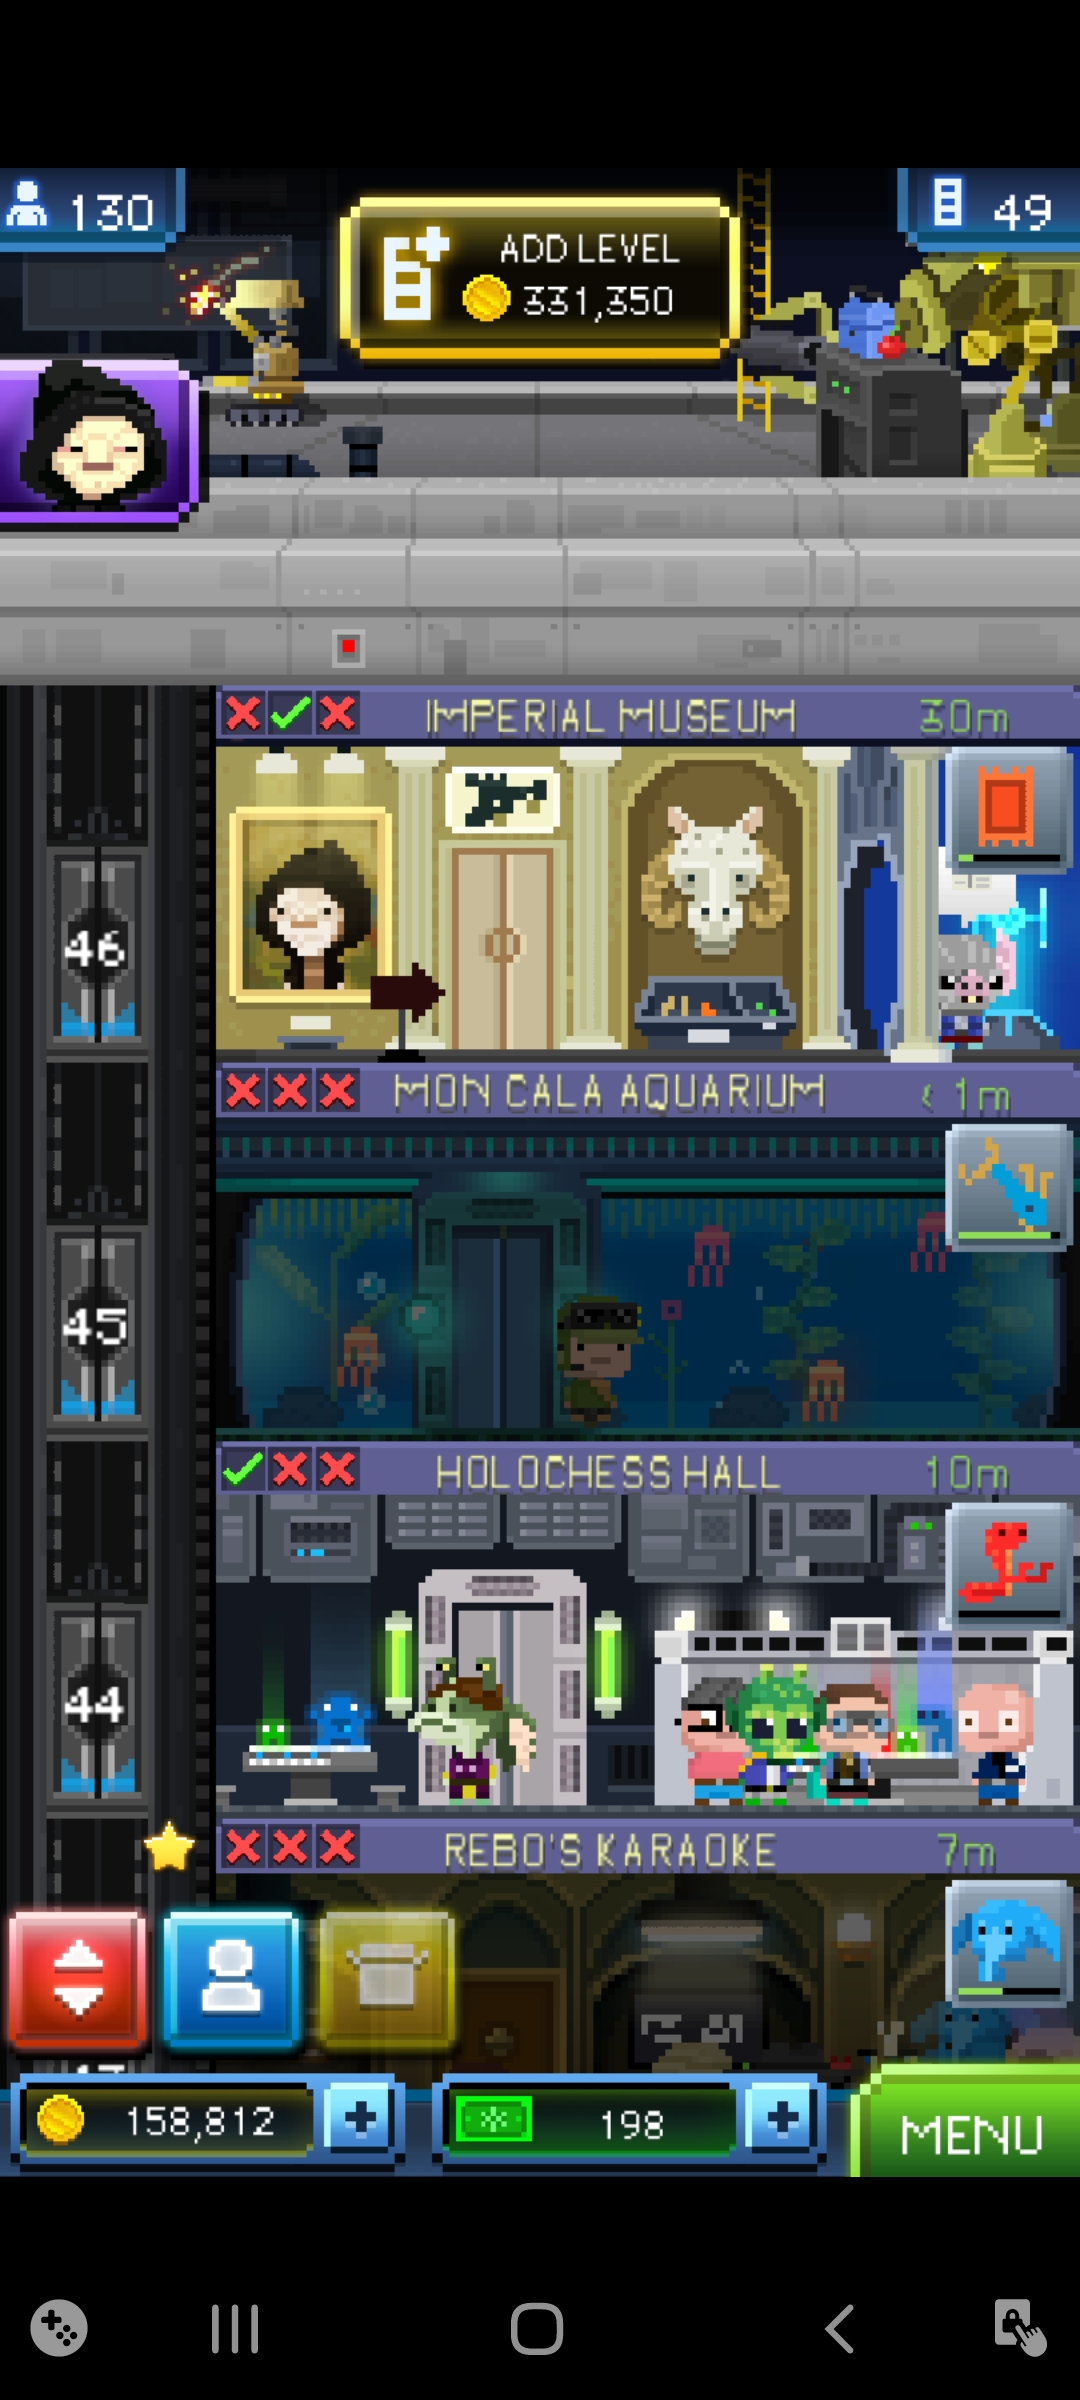 130
49
ADD LEVEL
331,350
IMPERIAL MUSEUM 30m
46
MON CALA AQUARIUM < 1m
45
HOLOCHESS HALL 10m
44
REBO'S KARAOKE 7m
158,812
198
MENU